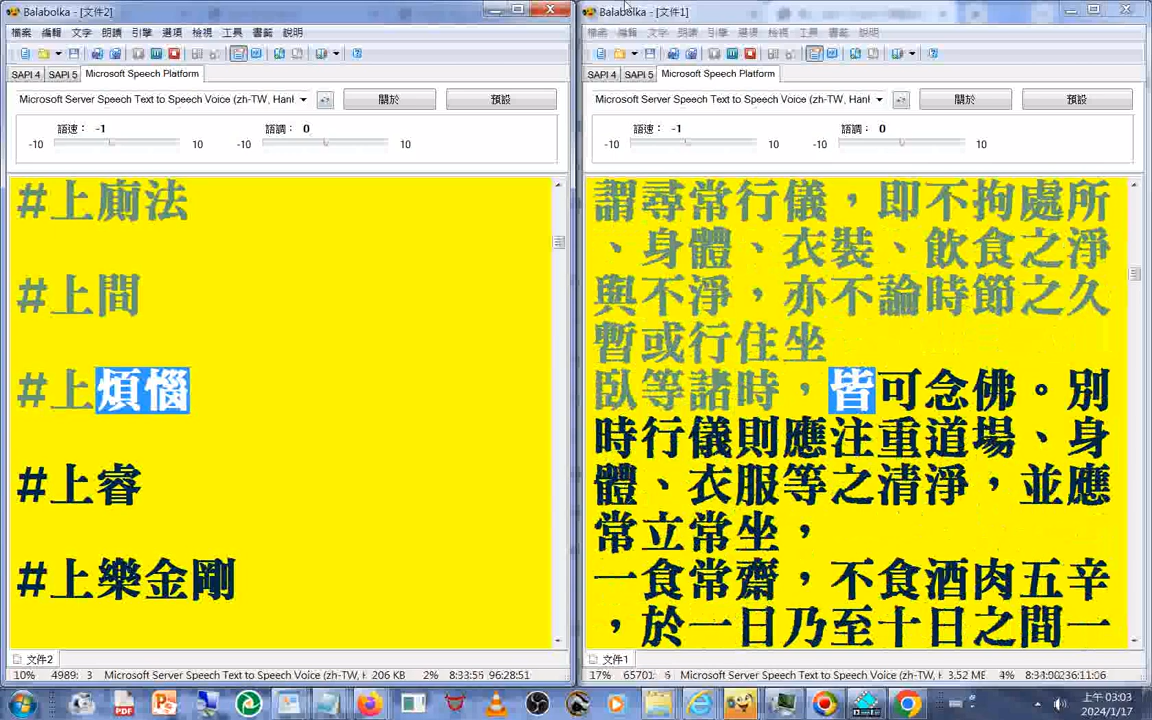 Balabolka - [文件2]
檔案 編輯 文字 朗讀 引擎 選項 檢視 工具 書籤 說明
SAPI 4 SAPI 5 Microsoft Speech Platform
Microsoft Server Speech Text to Speech Voice (zh-TW, Hanl
關於 預設
語速： -1 語調： 0
-10 10 -10 10
#上廁法
#上間
#上煩惱
#上睿
#上樂金剛
文件2
10% 4989: 3 Microsoft Server Speech Text to Speech Voice (zh-TW, H 206 KB 2% 8:33:55 96:28:51
Balabolka - [文件1]
檔案 編輯 文字 朗讀 引擎 選項 檢視 工具 書籤 說明
SAPI 4 SAPI 5 Microsoft Speech Platform
Microsoft Server Speech Text to Speech Voice (zh-TW, Hanl
關於 預設
語速： -1 語調： 0
-10 10 -10 10
謂尋常行儀，即不拘處所
、身體、衣裝、飲食之淨
與不淨，亦不論時節之久
暫或行住坐
臥等諸時，皆可念佛。別
時行儀則應注重道場、身
體、衣服等之清淨，並應
常立常坐，
一食常齋，不食酒肉五辛
，於一日乃至十日之間一
文件1
17% 65701: 6 Microsoft Server Speech Text to Speech Voice (zh-TW, Hanl 3.52 MB 4% 8:34:00 236:11:06
上午 03:03
2024/1/17